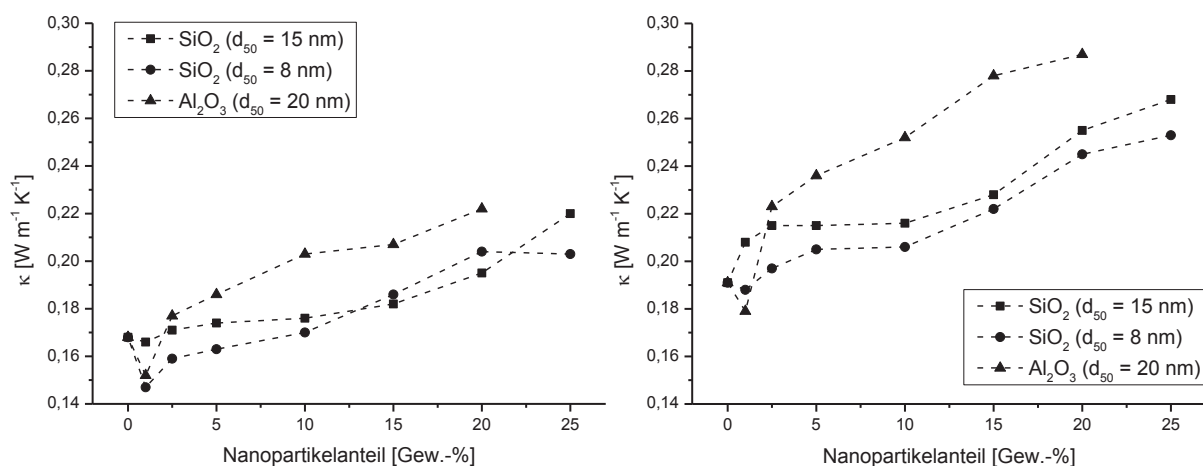 0,30
0,28
0,26
0,24
0,22
0,20
0,18
0,16
0,14
κ [W m⁻¹ K⁻¹]
SiO₂ (d₅₀ = 15 nm)
SiO₂ (d₅₀ = 8 nm)
Al₂O₃ (d₅₀ = 20 nm)
0 5 10 15 20 25
Nanopartikelanteil [Gew.-%]
0,30
0,28
0,26
0,24
0,22
0,20
0,18
0,16
0,14
κ [W m⁻¹ K⁻¹]
SiO₂ (d₅₀ = 15 nm)
SiO₂ (d₅₀ = 8 nm)
Al₂O₃ (d₅₀ = 20 nm)
0 5 10 15 20 25
Nanopartikelanteil [Gew.-%]